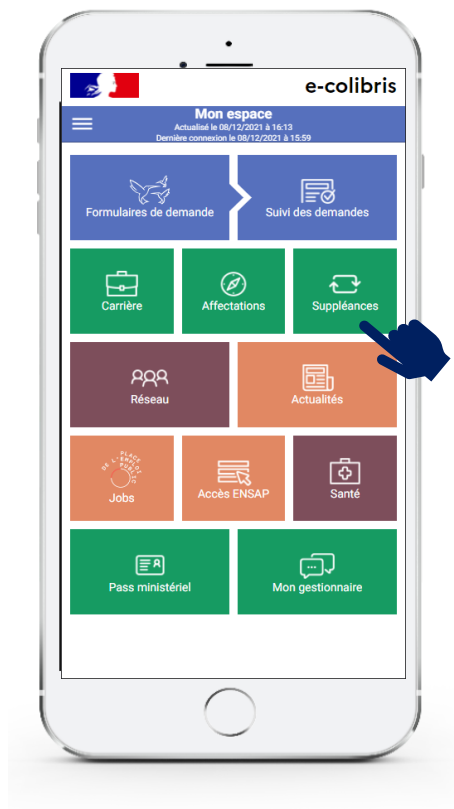 e-colibris
Mon espace
Actualisé le 08/12/2021 à 16:13
Dernière connexion le 08/12/2021 à 15:59
Formulaires de demande
Suivi des demandes
Carrière
Affectations
Suppléances
Réseau
Actualités
PLACE
DE L'EMPLOI
PUBLIC
Jobs
Accès ENSAP
Santé
Pass ministériel
Mon gestionnaire